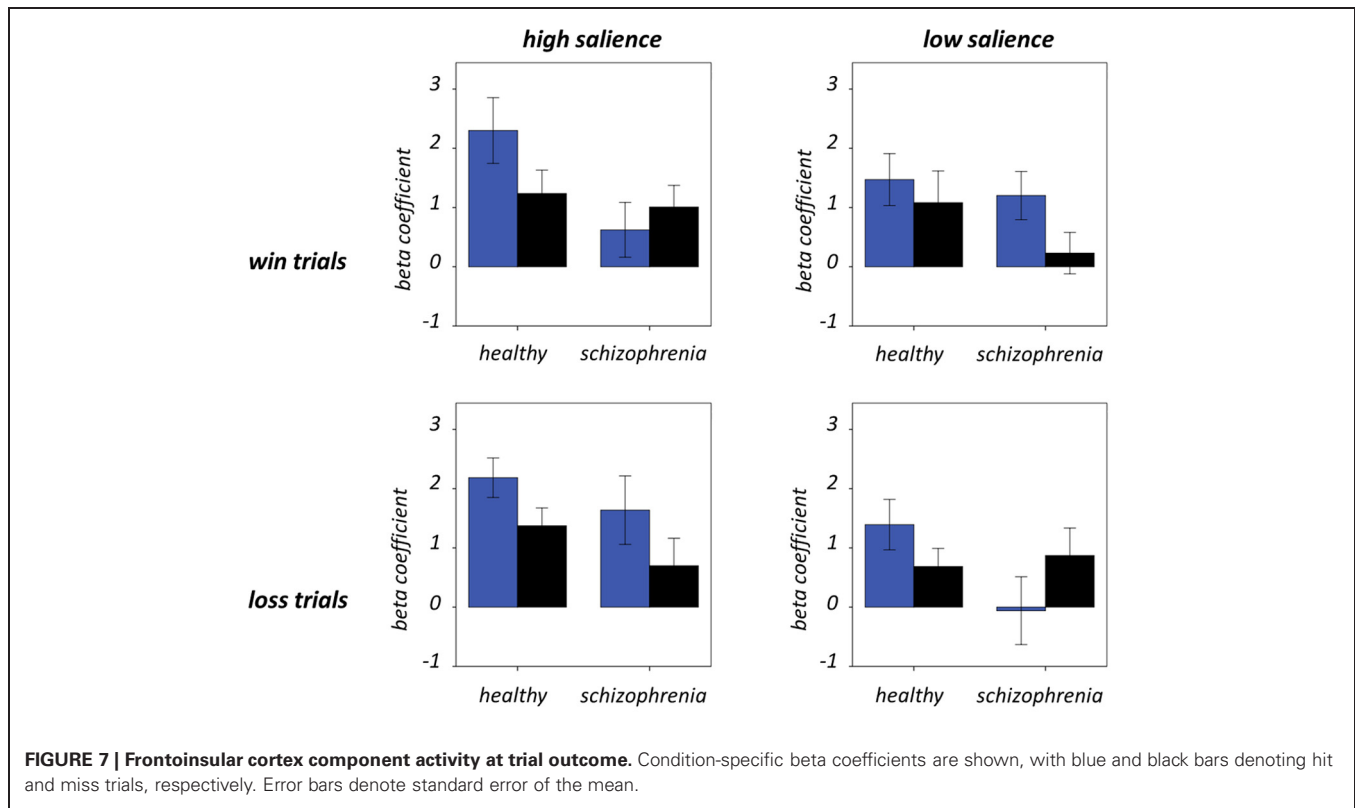 high salience low salience
3 3
2 2
1 1
0 0
-1 -1
beta coefficient beta coefficient
win trials
healthy schizophrenia healthy schizophrenia
3 3
2 2
1 1
0 0
-1 -1
beta coefficient beta coefficient
loss trials
healthy schizophrenia healthy schizophrenia
FIGURE 7 | Frontoinsular cortex component activity at trial outcome. Condition-specific beta coefficients are shown, with blue and black bars denoting hit
and miss trials, respectively. Error bars denote standard error of the mean.